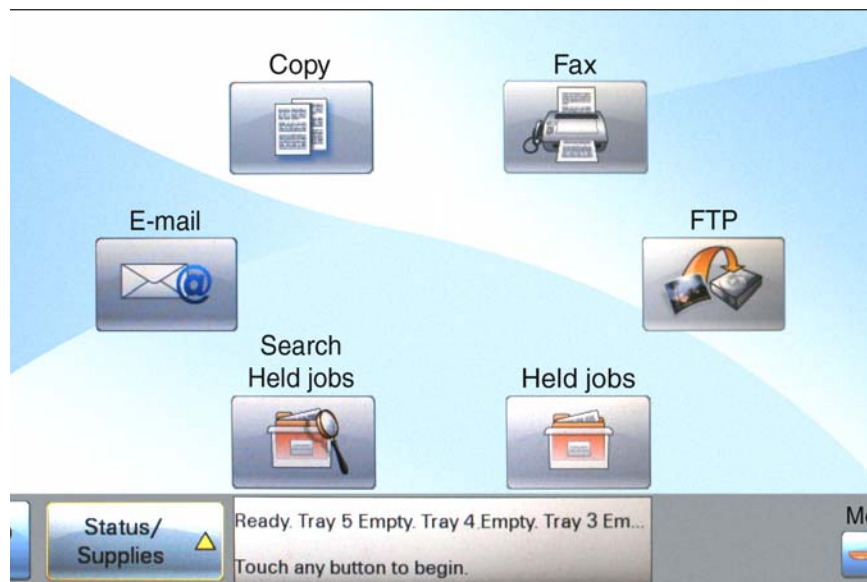 Copy
Fax
E-mail
FTP
Search
Held jobs
Held jobs
Status/
Supplies
Ready. Tray 5 Empty. Tray 4 Empty. Tray 3 Em...
Touch any button to begin.